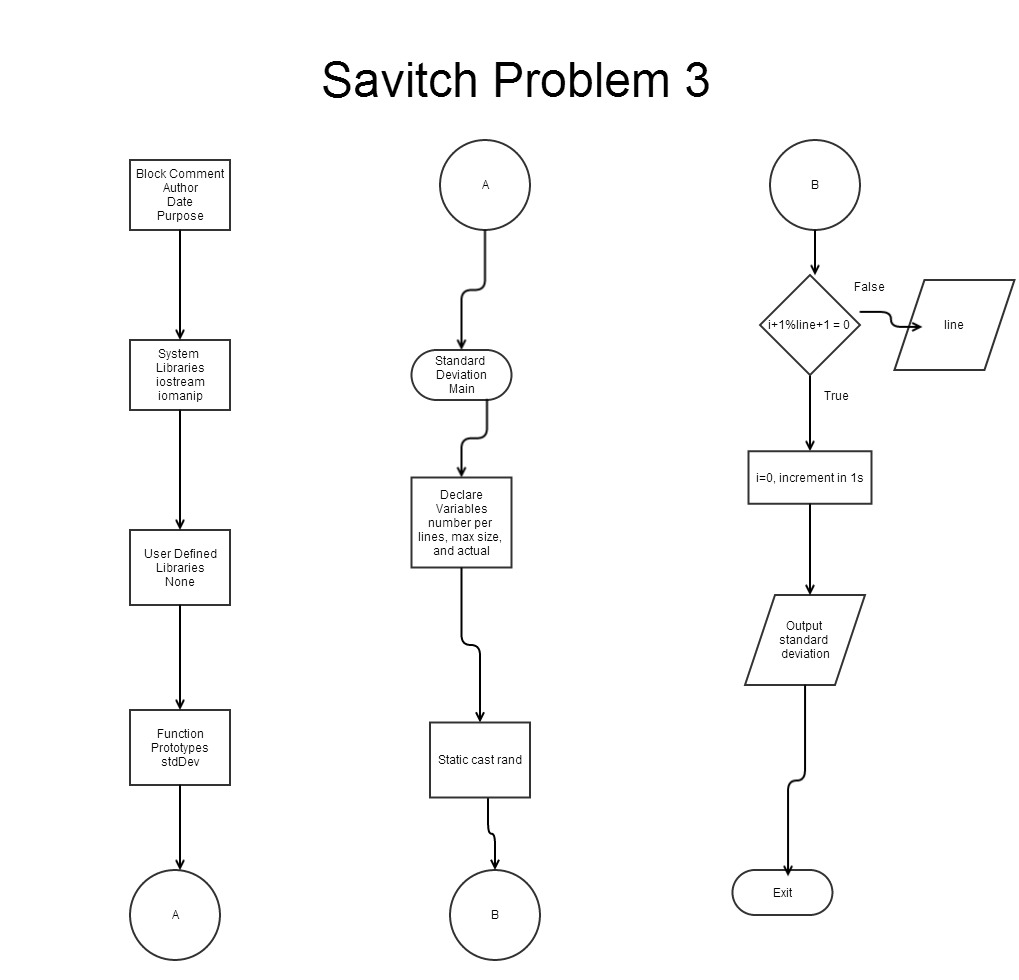 Savitch Problem 3
Block Comment
Author
Date
Purpose
System
Libraries
iostream
iomanip
User Defined
Libraries
None
Function
Prototypes
stdDev
A
A
Standard
Deviation
Main
Declare
Variables
number per
lines, max size,
and actual
Static cast rand
B
B
i+1%line+1 = 0
False
line
True
i=0, increment in 1s
Output
standard
deviation
Exit